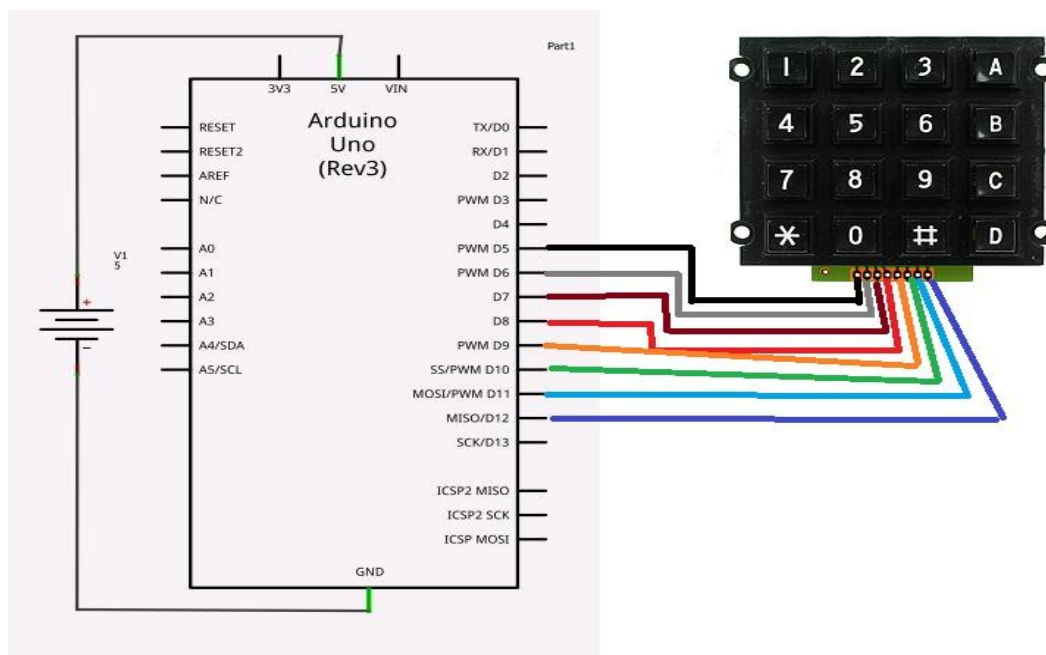 Part1
3V3 5V VIN
Arduino
Uno
(Rev3)
RESET
RESET2
AREF
N/C
A0
A1
A2
A3
A4/SDA
A5/SCL
TX/D0
RX/D1
D2
PWM D3
D4
PWM D5
PWM D6
D7
D8
PWM D9
SS/PWM D10
MOSI/PWM D11
MISO/D12
SCK/D13
ICSP2 MISO
ICSP2 SCK
ICSP MOSI
GND
V1
5
+
−
1 2 3 A
4 5 6 B
7 8 9 C
* 0 # D